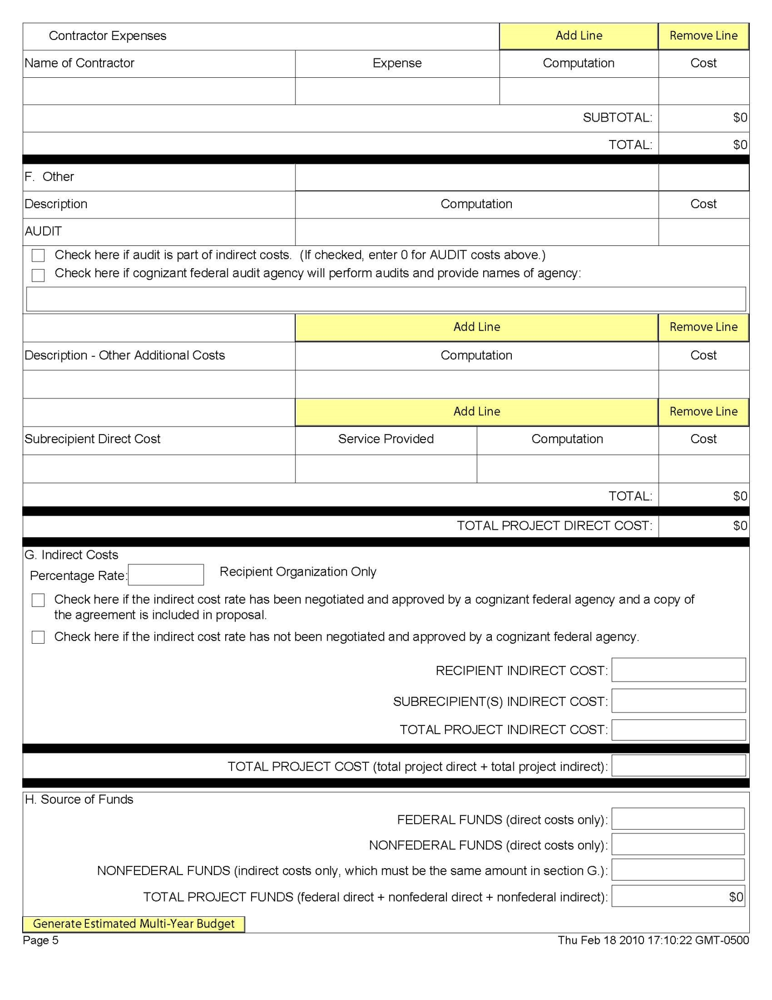 Contractor Expenses Add Line Remove Line
Name of Contractor Expense Computation Cost
SUBTOTAL: $0
TOTAL: $0
F. Other
Description Computation Cost
AUDIT
Check here if audit is part of indirect costs. (If checked, enter 0 for AUDIT costs above.)
Check here if cognizant federal audit agency will perform audits and provide names of agency:
Add Line Remove Line
Description - Other Additional Costs Computation Cost
Add Line Remove Line
Subrecipient Direct Cost Service Provided Computation Cost
TOTAL: $0
TOTAL PROJECT DIRECT COST: $0
G. Indirect Costs
Percentage Rate: Recipient Organization Only
Check here if the indirect cost rate has been negotiated and approved by a cognizant federal agency and a copy of
the agreement is included in proposal.
Check here if the indirect cost rate has not been negotiated and approved by a cognizant federal agency.
RECIPIENT INDIRECT COST:
SUBRECIPIENT(S) INDIRECT COST:
TOTAL PROJECT INDIRECT COST:
TOTAL PROJECT COST (total project direct + total project indirect):
H. Source of Funds
FEDERAL FUNDS (direct costs only):
NONFEDERAL FUNDS (direct costs only):
NONFEDERAL FUNDS (indirect costs only, which must be the same amount in section G.):
TOTAL PROJECT FUNDS (federal direct + nonfederal direct + nonfederal indirect): $0
Generate Estimated Multi-Year Budget
Page 5 Thu Feb 18 2010 17:10:22 GMT-0500